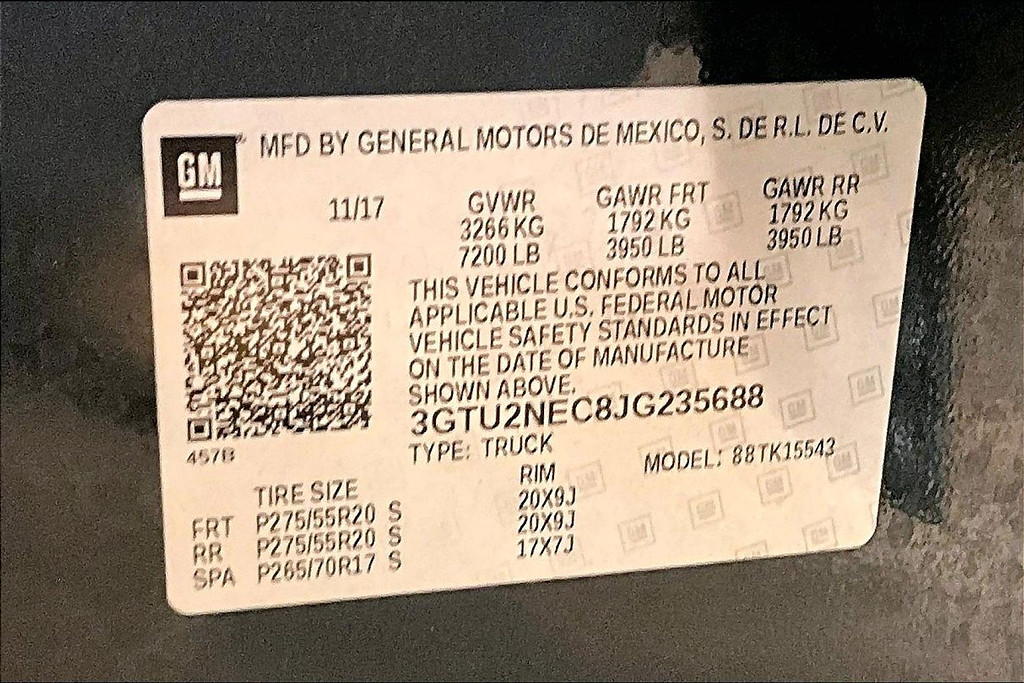 GM
MFD BY GENERAL MOTORS DE MEXICO, S. DE R.L. DE C.V.
11/17 GVWR GAWR FRT GAWR RR
3266 KG 1792 KG 1792 KG
7200 LB 3950 LB 3950 LB
THIS VEHICLE CONFORMS TO ALL
APPLICABLE U.S. FEDERAL MOTOR
VEHICLE SAFETY STANDARDS IN EFFECT
ON THE DATE OF MANUFACTURE
SHOWN ABOVE.
3GTU2NEC8JG235688
457B
TYPE: TRUCK MODEL: 88TK15543
TIRE SIZE RIM
FRT P275/55R20 S 20X9J
RR P275/55R20 S 20X9J
SPA P265/70R17 S 17X7J